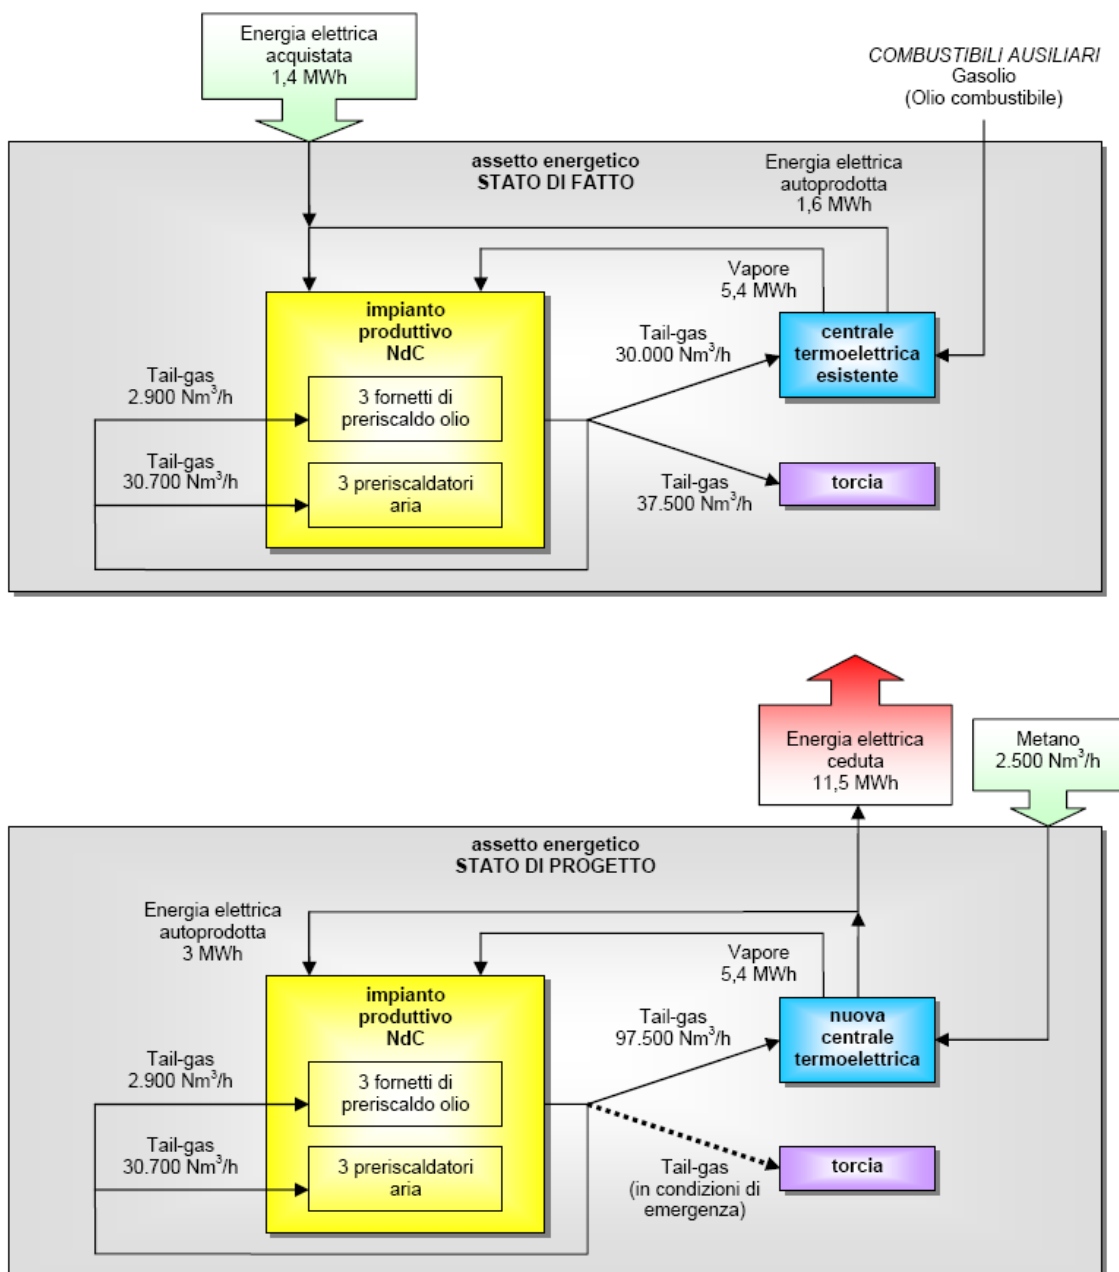 Energia elettrica
acquistata
1,4 MWh
COMBUSTIBILI AUSILIARI
Gasolio
(Olio combustibile)
assetto energetico
STATO DI FATTO
Energia elettrica
autoprodotta
1,6 MWh
Vapore
5,4 MWh
impianto
produttivo
NdC
Tail-gas
30.000 Nm³/h
centrale
termoelettrica
esistente
Tail-gas
2.900 Nm³/h
3 fornetti di
preriscaldo olio
Tail-gas
30.700 Nm³/h
3 preriscaldatori
aria
Tail-gas
37.500 Nm³/h
torcia
Energia elettrica
ceduta
11,5 MWh
Metano
2.500 Nm³/h
assetto energetico
STATO DI PROGETTO
Energia elettrica
autoprodotta
3 MWh
Vapore
5,4 MWh
impianto
produttivo
NdC
Tail-gas
97.500 Nm³/h
nuova
centrale
termoelettrica
Tail-gas
2.900 Nm³/h
3 fornetti di
preriscaldo olio
Tail-gas
30.700 Nm³/h
3 preriscaldatori
aria
Tail-gas
(in condizioni di
emergenza)
torcia